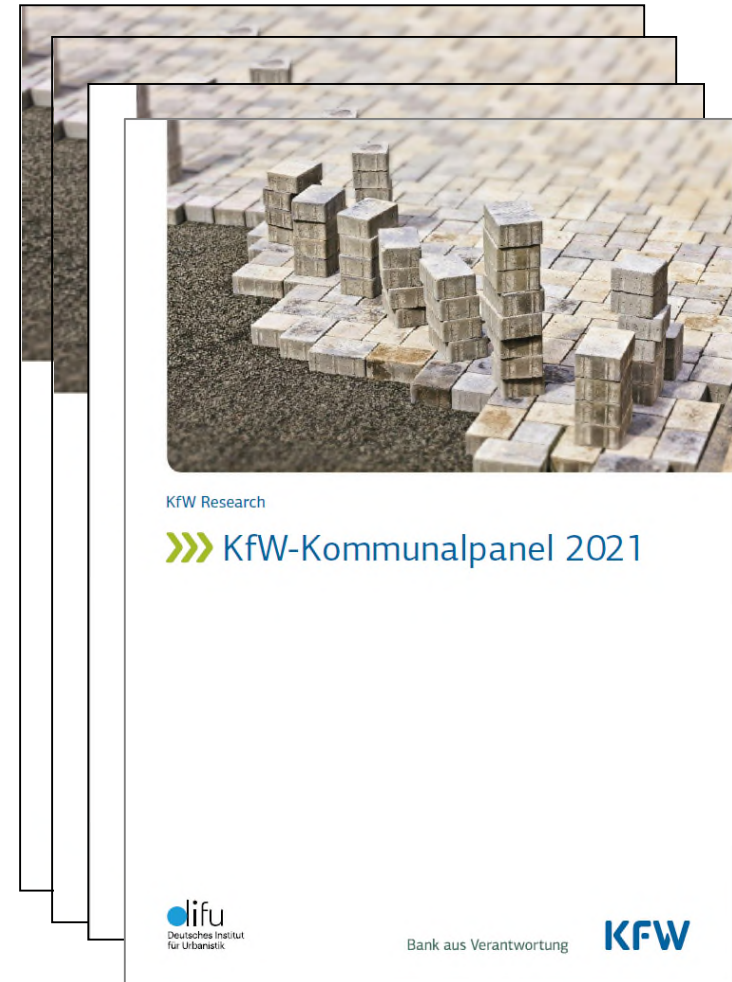 KfW Research
KfW-Kommunalpanel 2021
difu
Deutsches Institut
für Urbanistik
Bank aus Verantwortung
KFW